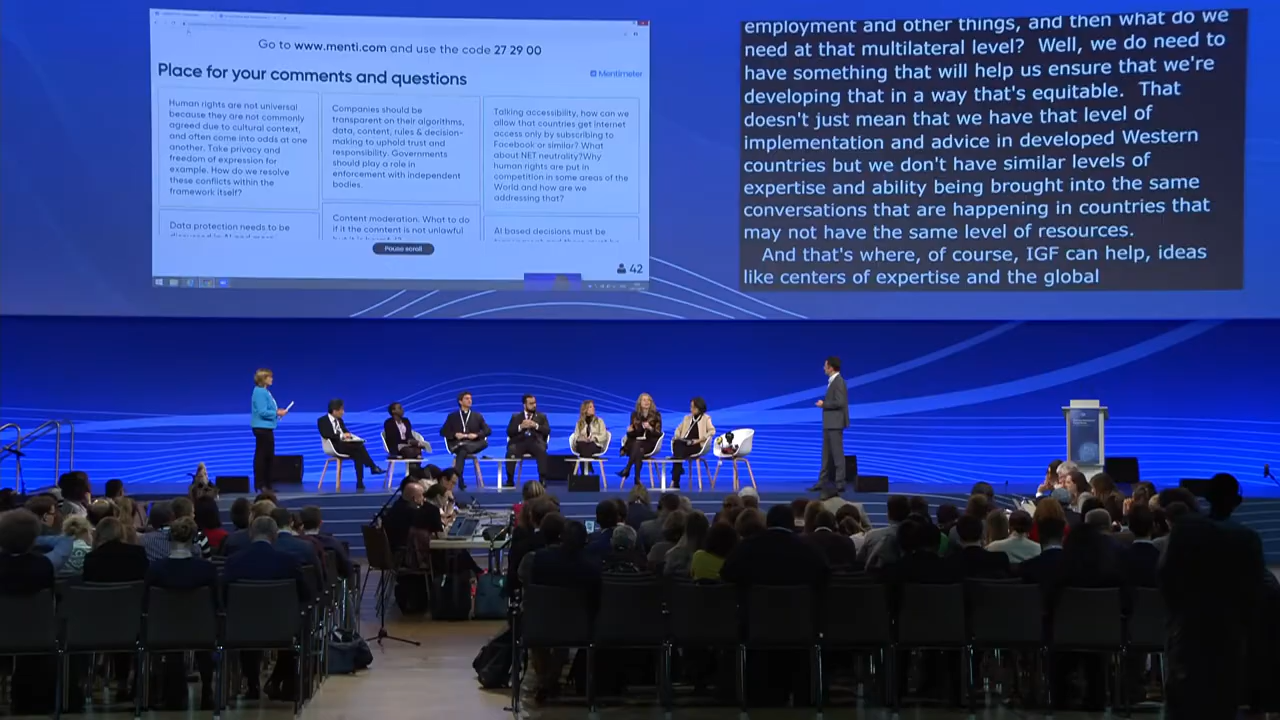 Go to www.menti.com and use the code 27 29 00
Place for your comments and questions
Mentimeter
Human rights are not universal
because they are not commonly
agreed due to cultural context,
and often come into odds at one
another. Take privacy and
freedom of expression for
example. How do we resolve
these conflicts within the
framework itself?
Data protection needs to be
Companies should be
transparent on their algorithms,
data, content, rules & decision-
making to uphold trust and
responsibility. Governments
should play a role in
enforcement with independent
bodies.
Content moderation. What to do
if it the conntent is not unlawful
Talking accessibility, how can we
allow that countries get internet
access only by subscribing to
Facebook or similar? What
about NET neutrality?Why
human rights are put in
competition in some areas of the
World and how are we
addressing that?
AI based decisions must be
Pause scroll
42
employment and other things, and then what do we
need at that multilateral level? Well, we do need to
have something that will help us ensure that we're
developing that in a way that's equitable. That
doesn't just mean that we have that level of
implementation and advice in developed Western
countries but we don't have similar levels of
expertise and ability being brought into the same
conversations that are happening in countries that
may not have the same level of resources.
And that's where, of course, IGF can help, ideas
like centers of expertise and the global